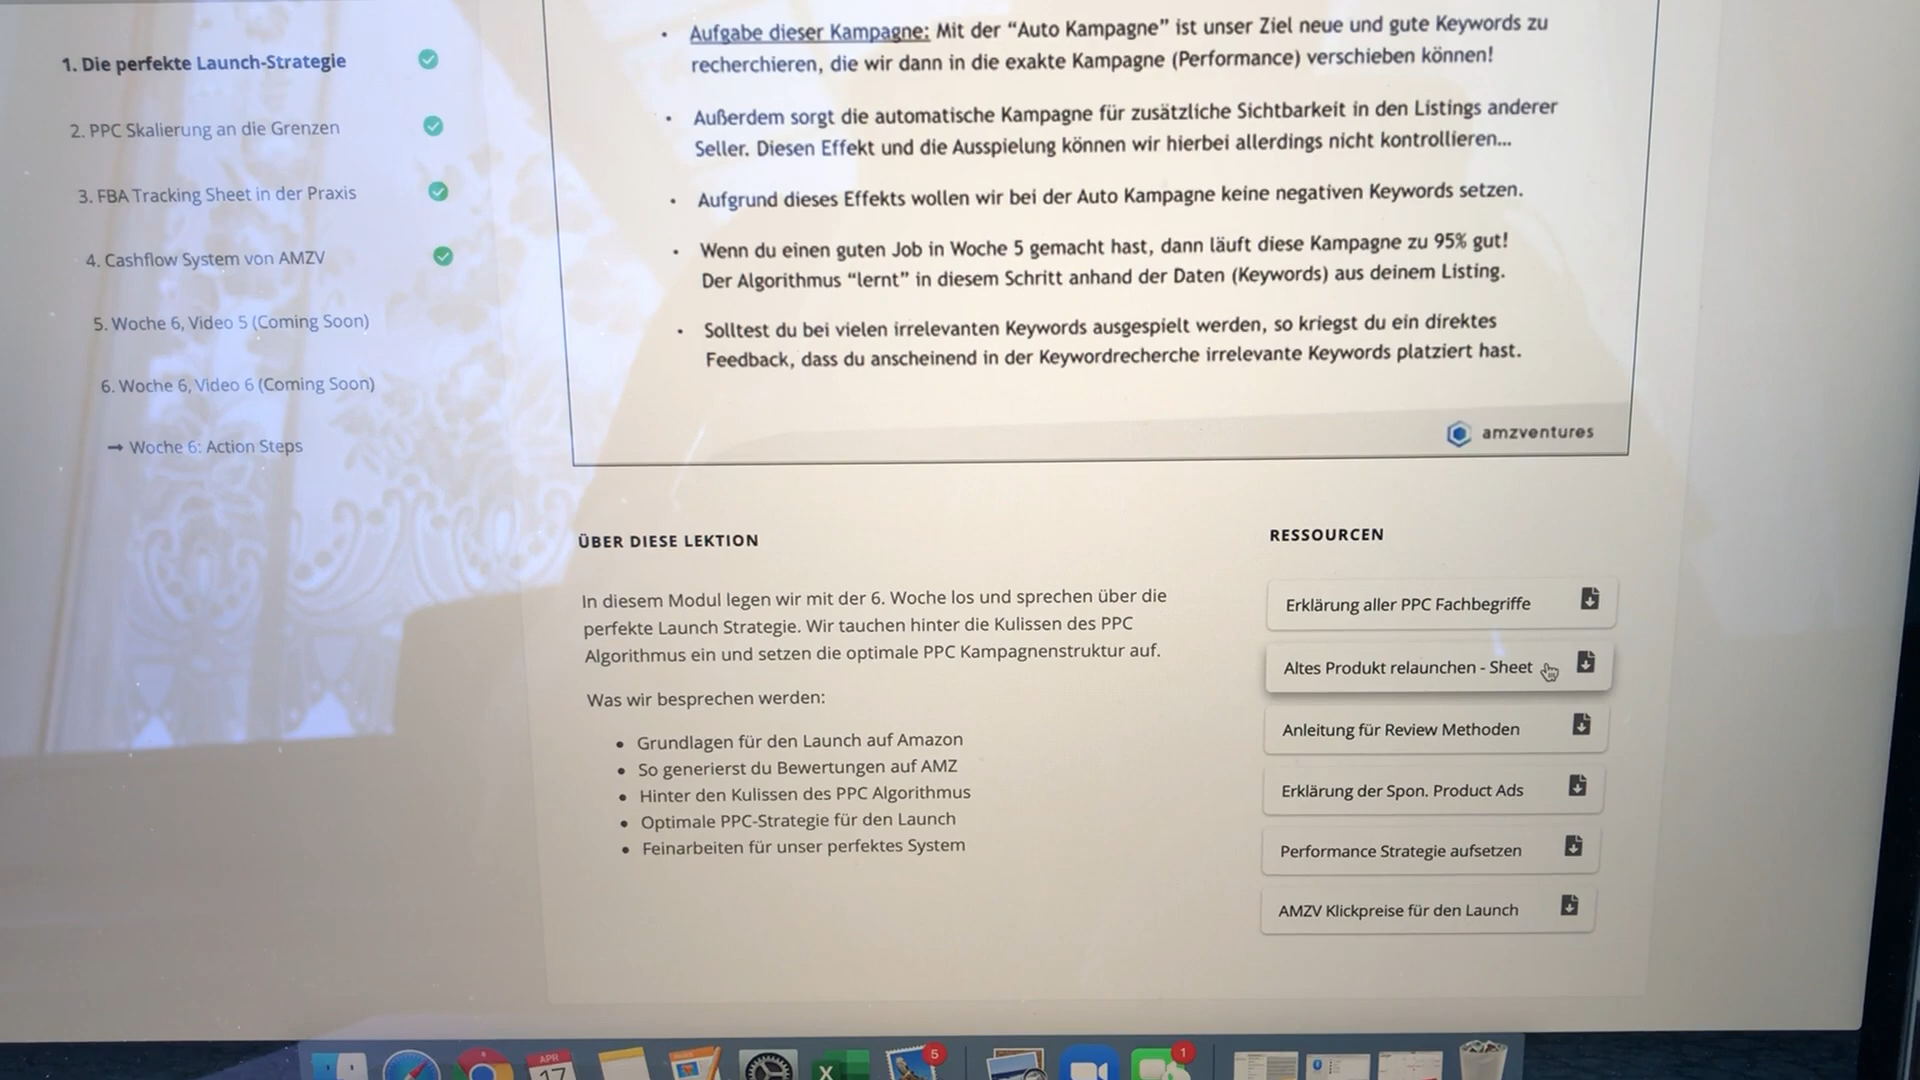 1. Die perfekte Launch-Strategie
2. PPC Skalierung an die Grenzen
3. FBA Tracking Sheet in der Praxis
4. Cashflow System von AMZV
5. Woche 6, Video 5 (Coming Soon)
6. Woche 6, Video 6 (Coming Soon)
→ Woche 6: Action Steps
• Aufgabe dieser Kampagne: Mit der “Auto Kampagne” ist unser Ziel neue und gute Keywords zu
recherchieren, die wir dann in die exakte Kampagne (Performance) verschieben können!
• Außerdem sorgt die automatische Kampagne für zusätzliche Sichtbarkeit in den Listings anderer
Seller. Diesen Effekt und die Ausspielung können wir hierbei allerdings nicht kontrollieren...
• Aufgrund dieses Effekts wollen wir bei der Auto Kampagne keine negativen Keywords setzen.
• Wenn du einen guten Job in Woche 5 gemacht hast, dann läuft diese Kampagne zu 95% gut!
Der Algorithmus “lernt” in diesem Schritt anhand der Daten (Keywords) aus deinem Listing.
• Solltest du bei vielen irrelevanten Keywords ausgespielt werden, so kriegst du ein direktes
Feedback, dass du anscheinend in der Keywordrecherche irrelevante Keywords platziert hast.
amzventures
ÜBER DIESE LEKTION
In diesem Modul legen wir mit der 6. Woche los und sprechen über die
perfekte Launch Strategie. Wir tauchen hinter die Kulissen des PPC
Algorithmus ein und setzen die optimale PPC Kampagnenstruktur auf.
Was wir besprechen werden:
• Grundlagen für den Launch auf Amazon
• So generierst du Bewertungen auf AMZ
• Hinter den Kulissen des PPC Algorithmus
• Optimale PPC-Strategie für den Launch
• Feinarbeiten für unser perfektes System
RESSOURCEN
Erklärung aller PPC Fachbegriffe
Altes Produkt relaunchen - Sheet
Anleitung für Review Methoden
Erklärung der Spon. Product Ads
Performance Strategie aufsetzen
AMZV Klickpreise für den Launch
APR
17
X
5
1